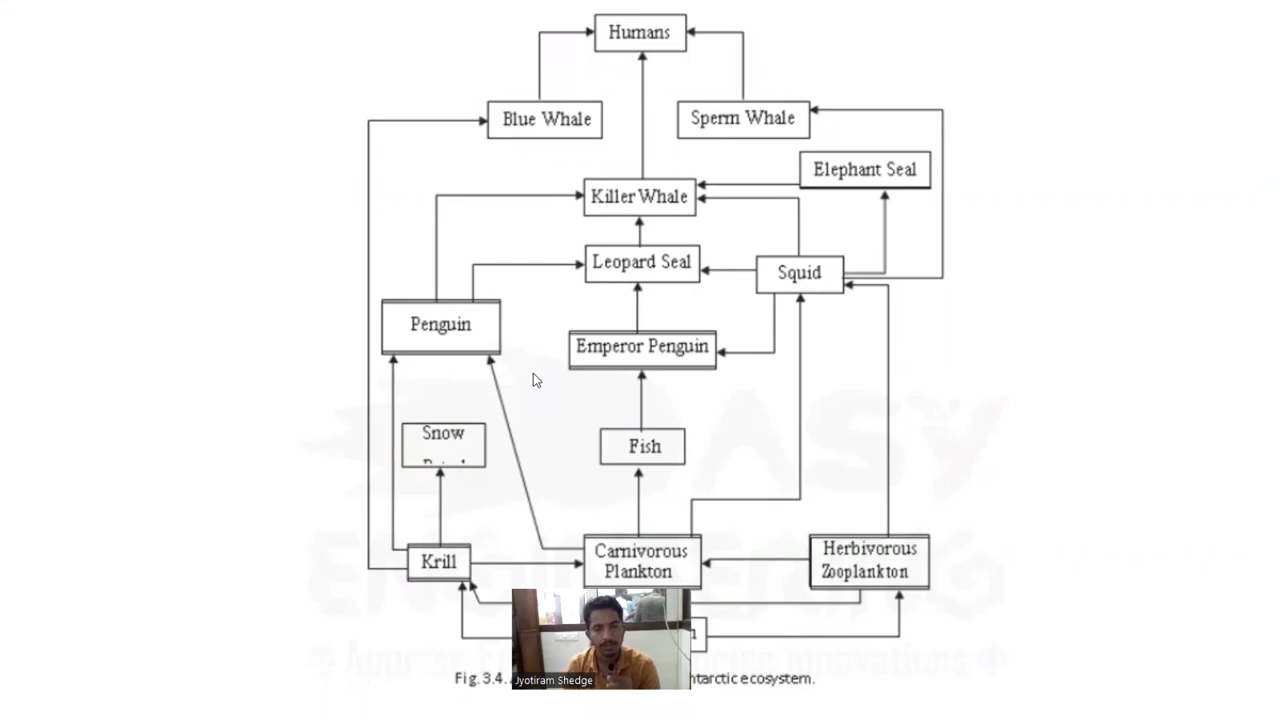 Humans
Blue Whale
Sperm Whale
Elephant Seal
Killer Whale
Leopard Seal
Squid
Penguin
Emperor Penguin
Snow
Fish
Krill
Carnivorous
Plankton
Herbivorous
Zooplankton
Jyotiram Shedge
Fig. 3.4. ntarctic ecosystem.